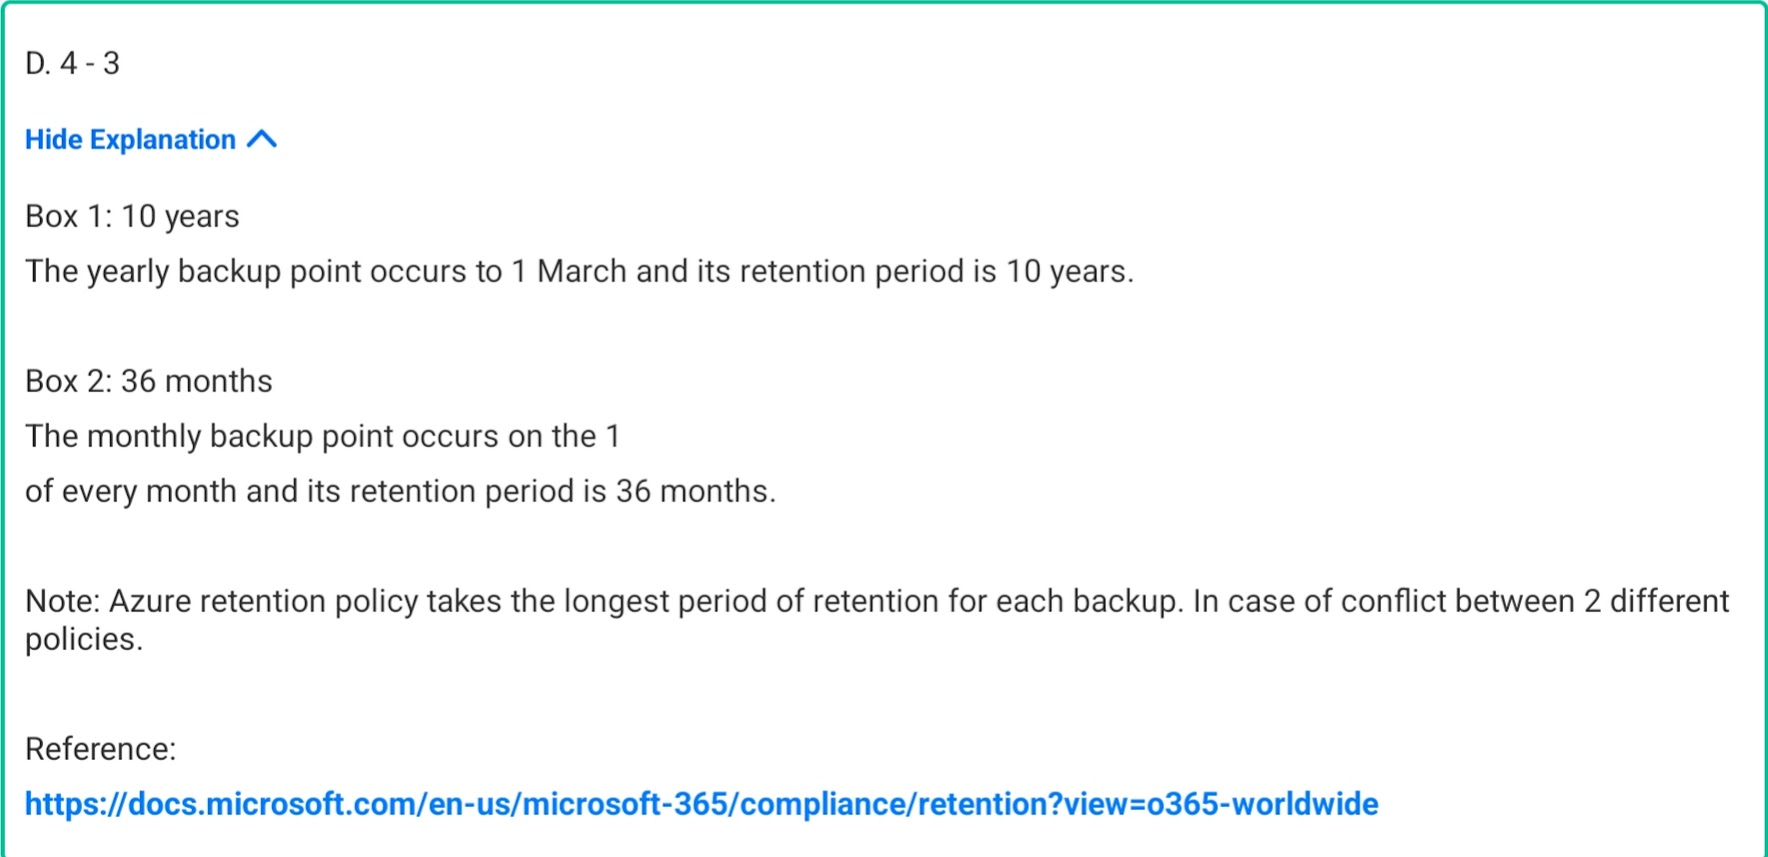 D. 4 - 3
Hide Explanation
Box 1: 10 years
The yearly backup point occurs to 1 March and its retention period is 10 years.
Box 2: 36 months
The monthly backup point occurs on the 1
of every month and its retention period is 36 months.
Note: Azure retention policy takes the longest period of retention for each backup. In case of conflict between 2 different
policies.
Reference:
https://docs.microsoft.com/en-us/microsoft-365/compliance/retention?view=o365-worldwide